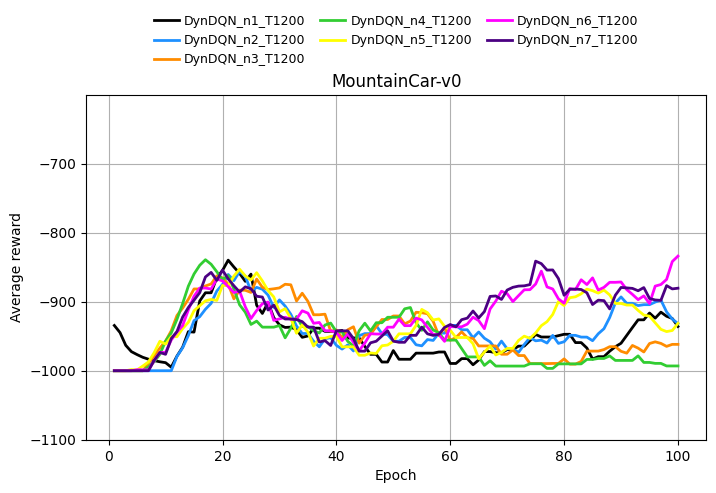 DynDQN_n1_T1200 DynDQN_n4_T1200 DynDQN_n6_T1200
DynDQN_n2_T1200 DynDQN_n5_T1200 DynDQN_n7_T1200
DynDQN_n3_T1200
MountainCar-v0
−700
−800
−900
−1000
−1100
Average reward
0 20 40 60 80 100
Epoch